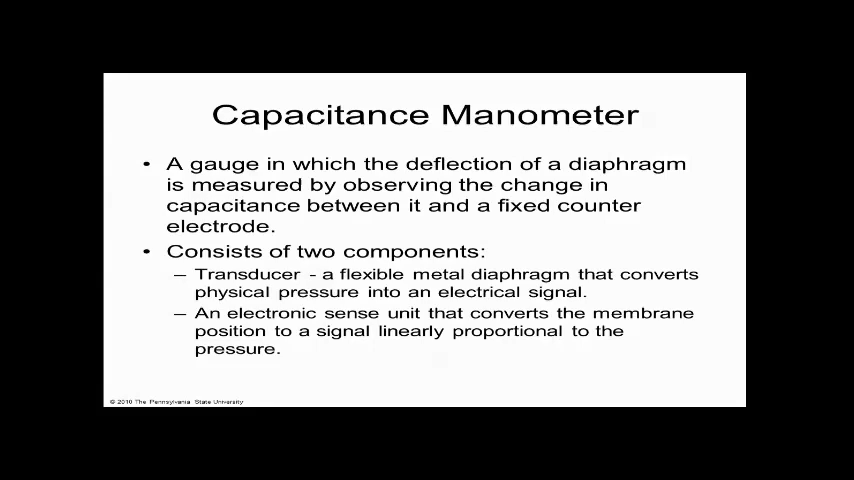 Capacitance Manometer
• A gauge in which the deflection of a diaphragm
is measured by observing the change in
capacitance between it and a fixed counter
electrode.
• Consists of two components:
– Transducer - a flexible metal diaphragm that converts
physical pressure into an electrical signal.
– An electronic sense unit that converts the membrane
position to a signal linearly proportional to the
pressure.
© 2010 The Pennsylvania State University